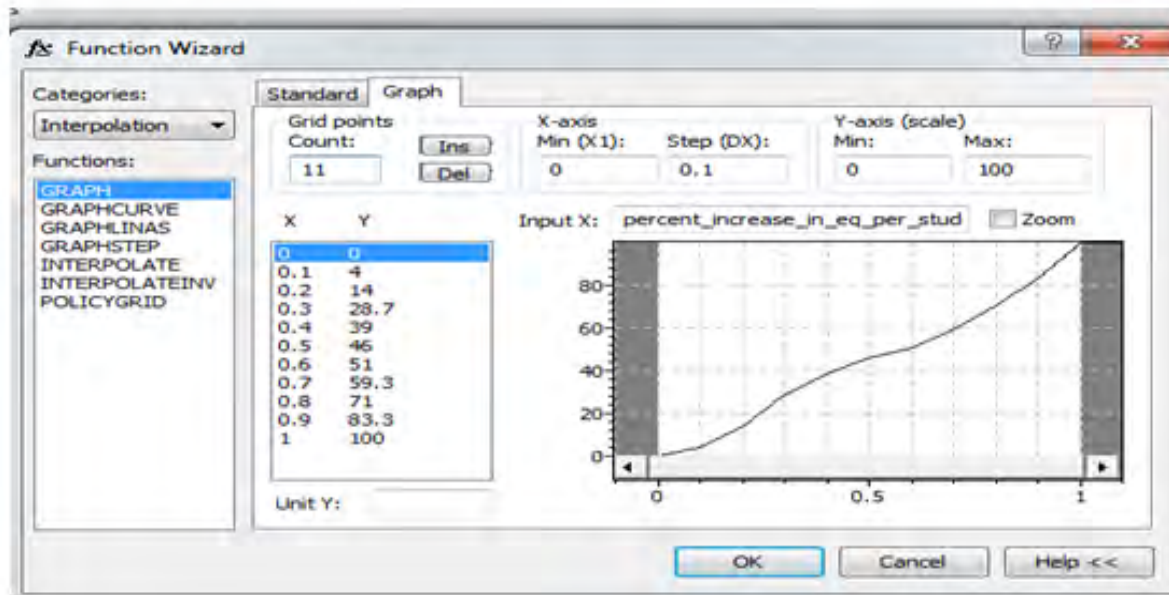 fx Function Wizard
Categories:
Interpolation
Functions:
GRAPH
GRAPHCURVE
GRAPHLINAS
GRAPHSTEP
INTERPOLATE
INTERPOLATEINV
POLICYGRID
Standard Graph
Grid points
Count:
11
Ins
Del
X-axis
Min (X1): Step (DX):
0 0.1
Y-axis (scale)
Min: Max:
0 100
X Y
0 0
0.1 4
0.2 14
0.3 28.7
0.4 39
0.5 46
0.6 51
0.7 59.3
0.8 71
0.9 83.3
1 100
Unit Y:
Input X: percent_increase_in_eq_per_stud Zoom
80
60
40
20
0
0 0.5 1
OK Cancel Help <<